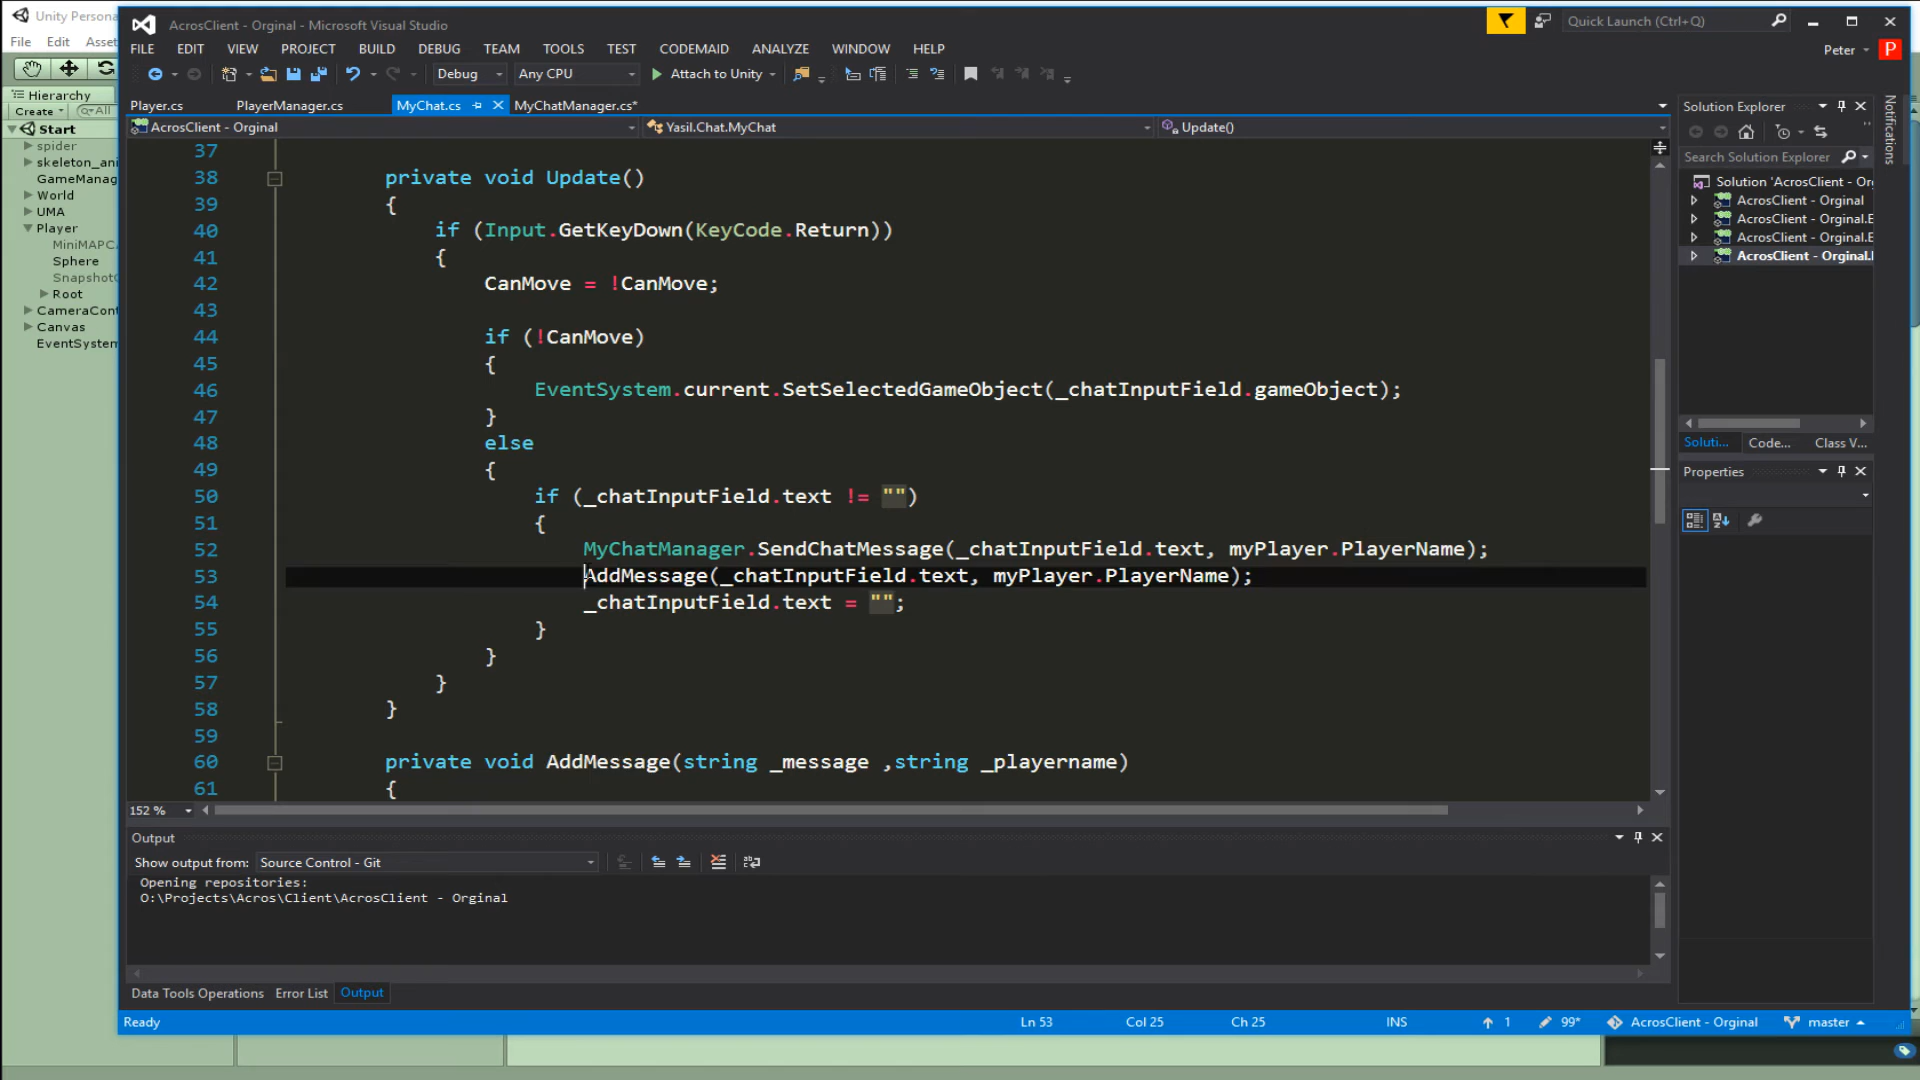 Unity Persona
File Edit Asset
Hierarchy
Create All
Start
spider
skeleton_ani
GameManag
World
UMA
Player
MiniMAPCa
Sphere
Snapshot
Root
CameraCont
Canvas
EventSystem
AcrosClient - Orginal - Microsoft Visual Studio
Quick Launch (Ctrl+Q)
FILE EDIT VIEW PROJECT BUILD DEBUG TEAM TOOLS TEST CODEMAID ANALYZE WINDOW HELP
Peter P
Debug Any CPU Attach to Unity
Player.cs PlayerManager.cs MyChat.cs MyChatManager.cs*
AcrosClient - Orginal Yasil.Chat.MyChat Update()
37
38 private void Update()
39 {
40 if (Input.GetKeyDown(KeyCode.Return))
41 {
42 CanMove = !CanMove;
43
44 if (!CanMove)
45 {
46 EventSystem.current.SetSelectedGameObject(_chatInputField.gameObject);
47 }
48 else
49 {
50 if (_chatInputField.text != "")
51 {
52 MyChatManager.SendChatMessage(_chatInputField.text, myPlayer.PlayerName);
53 AddMessage(_chatInputField.text, myPlayer.PlayerName);
54 _chatInputField.text = "";
55 }
56 }
57 }
58 }
59
60 private void AddMessage(string _message ,string _playername)
61 {
152 %
Output
Show output from: Source Control - Git
Opening repositories:
O:\Projects\Acros\Client\AcrosClient - Orginal
Data Tools Operations Error List Output
Solution Explorer
Search Solution Explorer
Solution 'AcrosClient - Or
AcrosClient - Orginal
AcrosClient - Orginal.E
AcrosClient - Orginal.E
AcrosClient - Orginal.
Soluti... Code... Class V...
Properties
Notifications
Ready Ln 53 Col 25 Ch 25 INS 1 99* AcrosClient - Orginal master